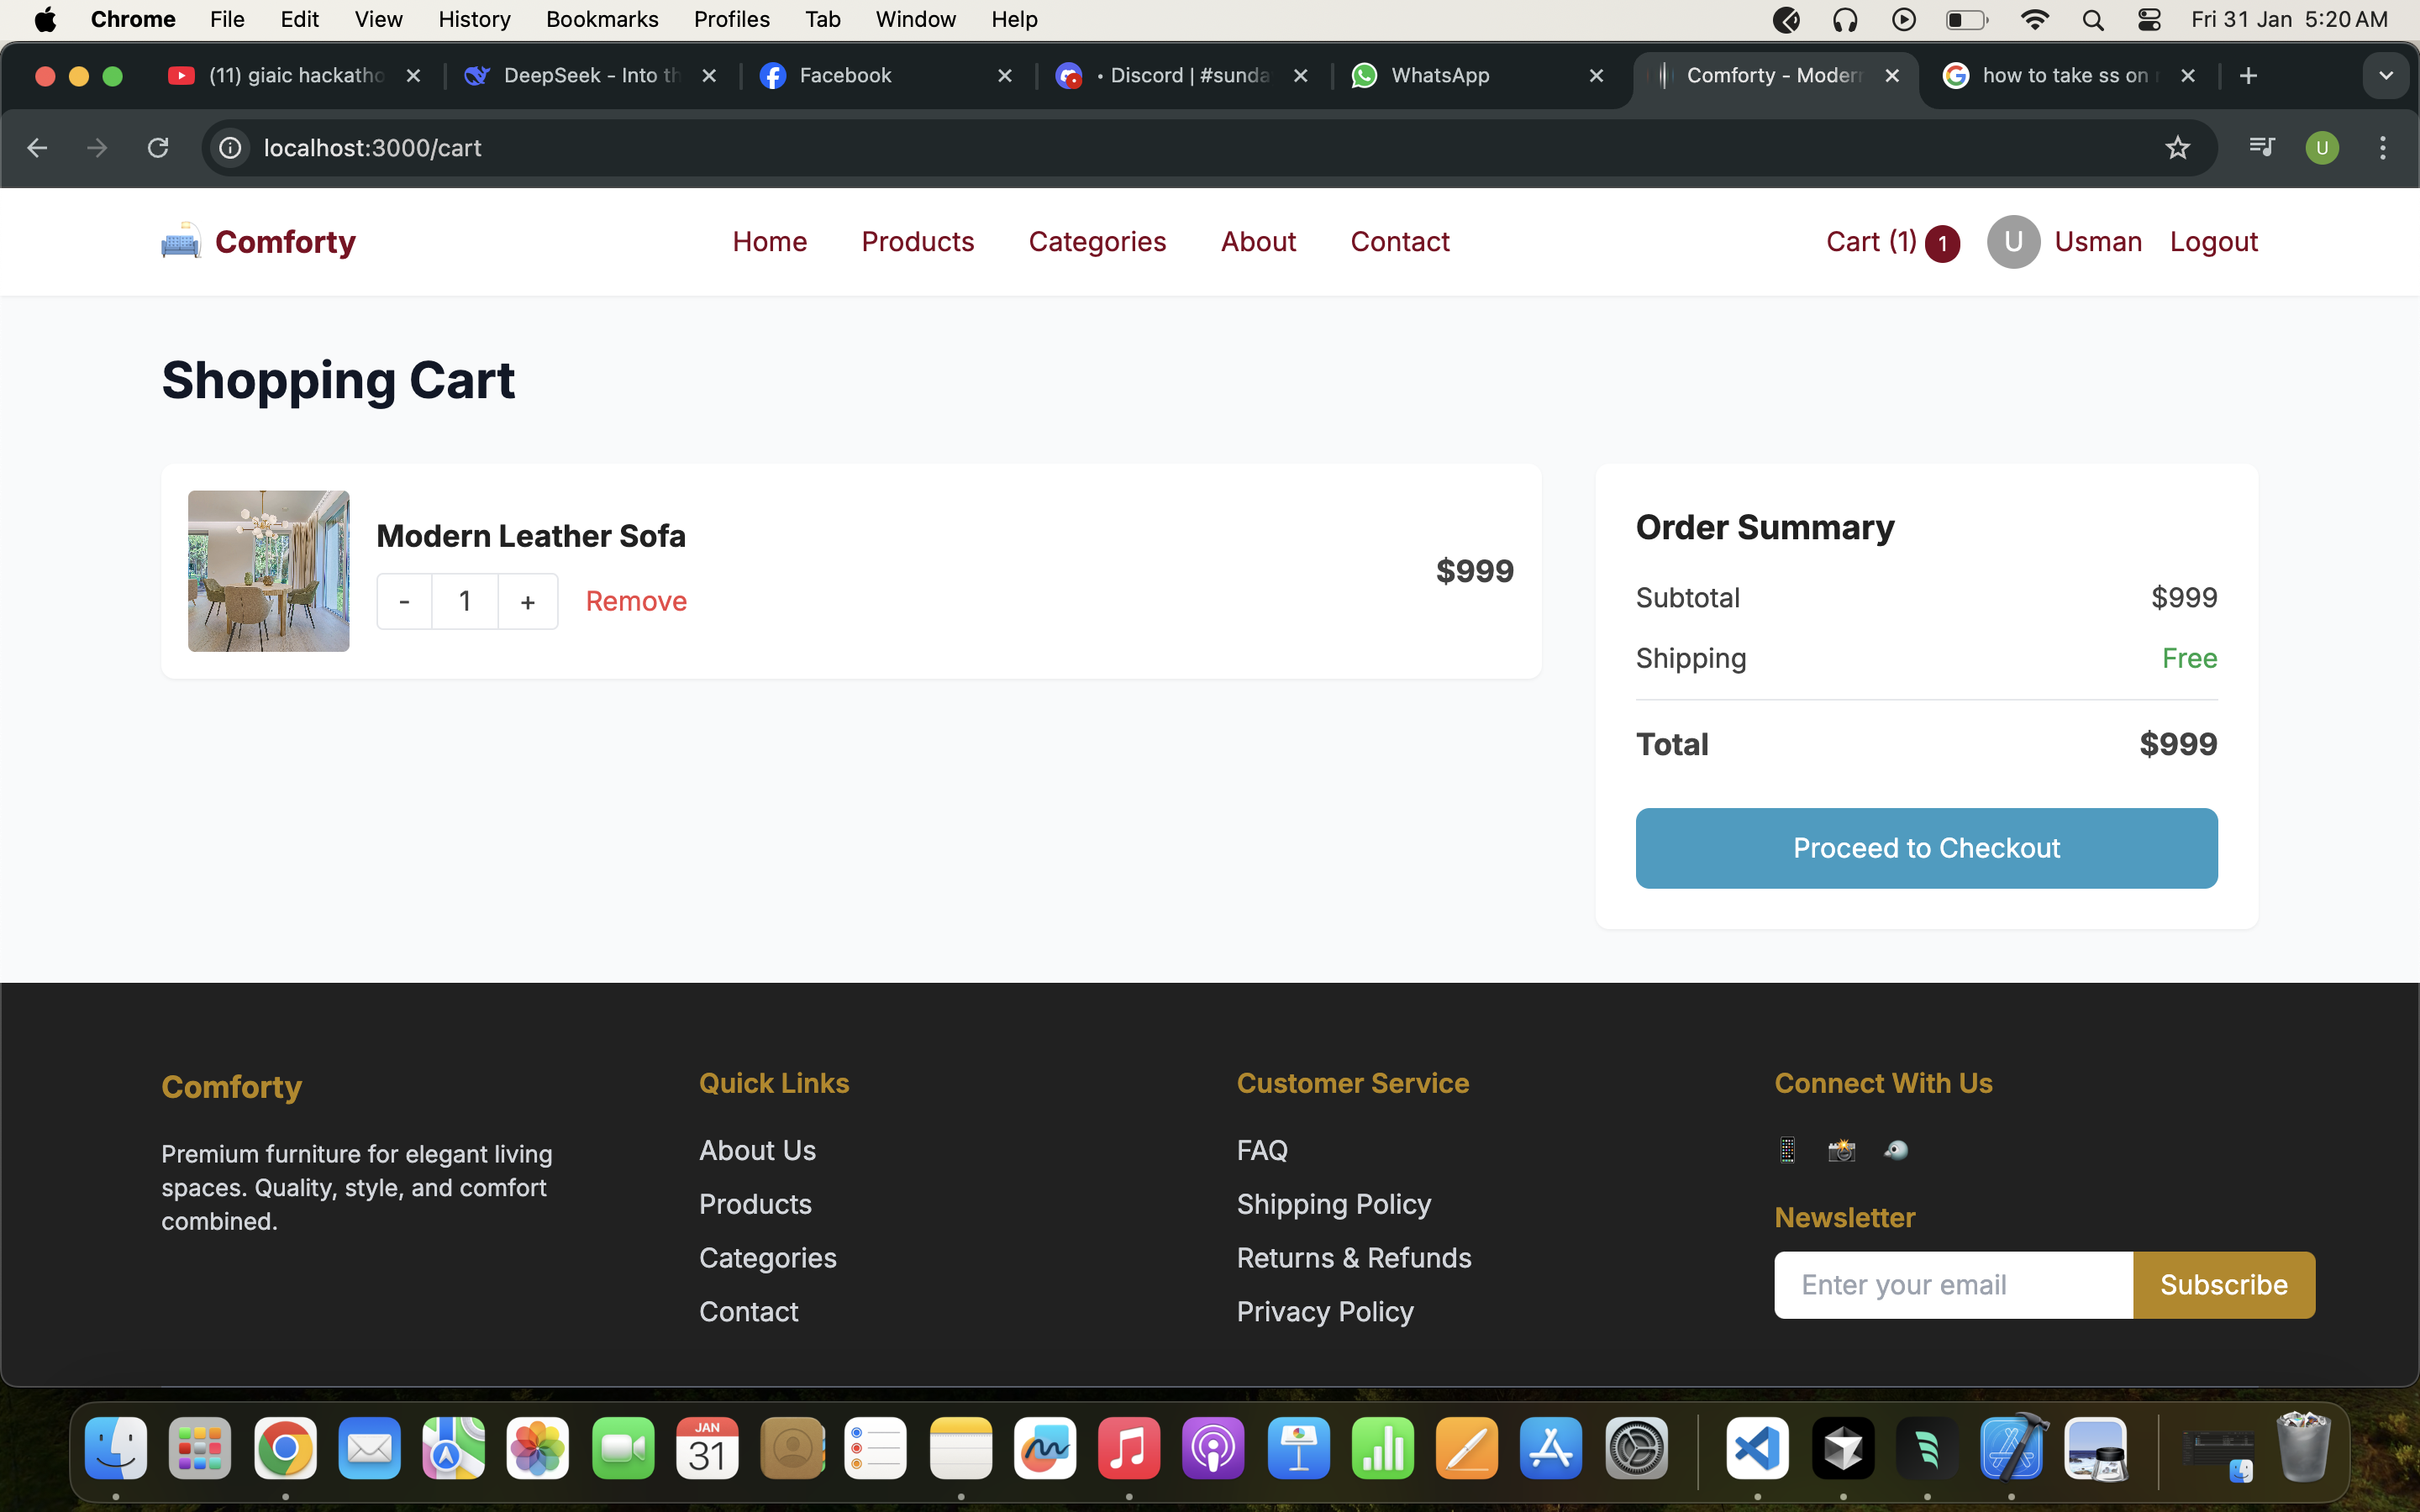 Chrome File Edit View History Bookmarks Profiles Tab Window Help Fri 31 Jan 5:20 AM
(11) giaic hackatho DeepSeek - Into th Facebook • Discord | #sunda WhatsApp Comforty - Modern how to take ss on
localhost:3000/cart U
Comforty Home Products Categories About Contact Cart (1) 1 U Usman Logout
Shopping Cart
Modern Leather Sofa
- 1 + Remove
$999
Order Summary
Subtotal $999
Shipping Free
Total $999
Proceed to Checkout
Comforty
Premium furniture for elegant living
spaces. Quality, style, and comfort
combined.
Quick Links
About Us
Products
Categories
Contact
Customer Service
FAQ
Shipping Policy
Returns & Refunds
Privacy Policy
Connect With Us
Newsletter
Enter your email Subscribe
JAN
31